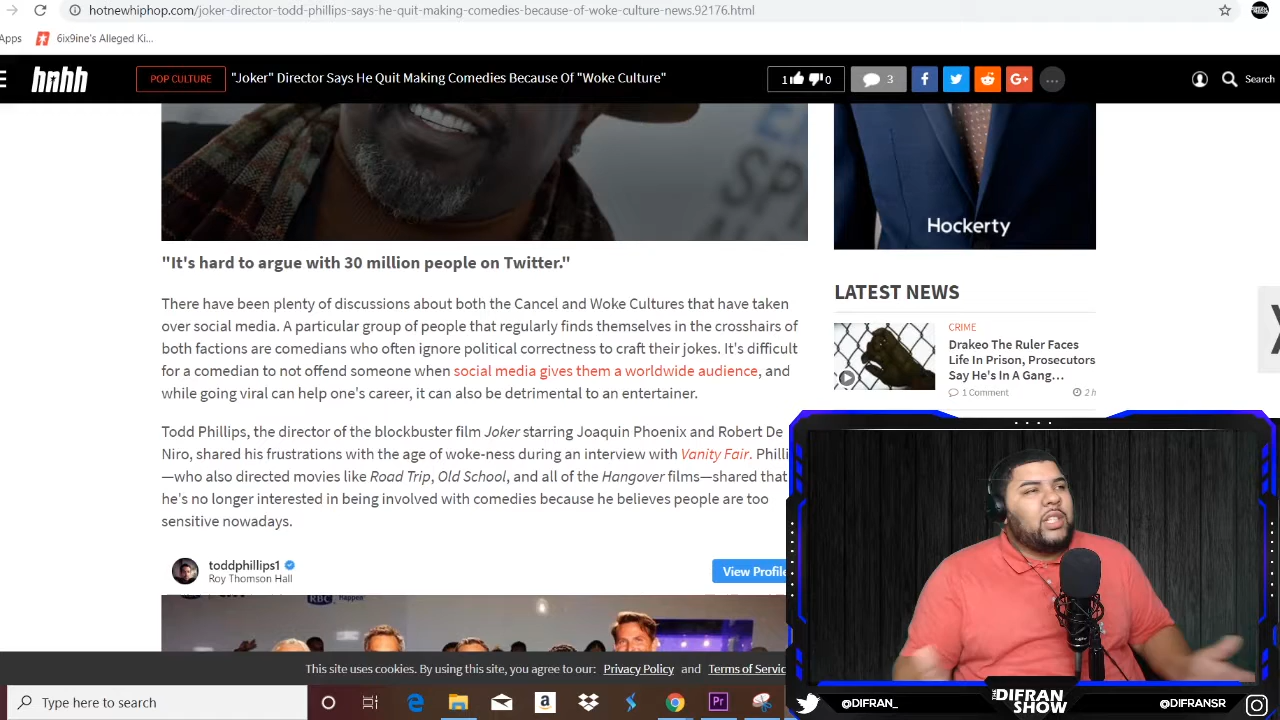 hotnewhiphop.com/joker-director-todd-phillips-says-he-quit-making-comedies-because-of-woke-culture-news.92176.html
Apps
6ix9ine's Alleged Ki...
hnhh
POP CULTURE
"Joker" Director Says He Quit Making Comedies Because Of "Woke Culture"
1
0
3
...
Search
Hockerty
"It's hard to argue with 30 million people on Twitter."
There have been plenty of discussions about both the Cancel and Woke Cultures that have taken
over social media. A particular group of people that regularly finds themselves in the crosshairs of
both factions are comedians who often ignore political correctness to craft their jokes. It's difficult
for a comedian to not offend someone when social media gives them a worldwide audience, and
while going viral can help one's career, it can also be detrimental to an entertainer.
Todd Phillips, the director of the blockbuster film Joker starring Joaquin Phoenix and Robert De
Niro, shared his frustrations with the age of woke-ness during an interview with Vanity Fair. Philli
—who also directed movies like Road Trip, Old School, and all of the Hangover films—shared that
he's no longer interested in being involved with comedies because he believes people are too
sensitive nowadays.
toddphillips1
Roy Thomson Hall
View Profile
RBC
LATEST NEWS
CRIME
Drakeo The Ruler Faces
Life In Prison, Prosecutors
Say He's In A Gang...
1 Comment
2 h
This site uses cookies. By using this site, you agree to our: Privacy Policy and Terms of Servic
Type here to search
Pr
@DIFRAN_
THE
DIFRAN
SHOW
@DIFRANSR